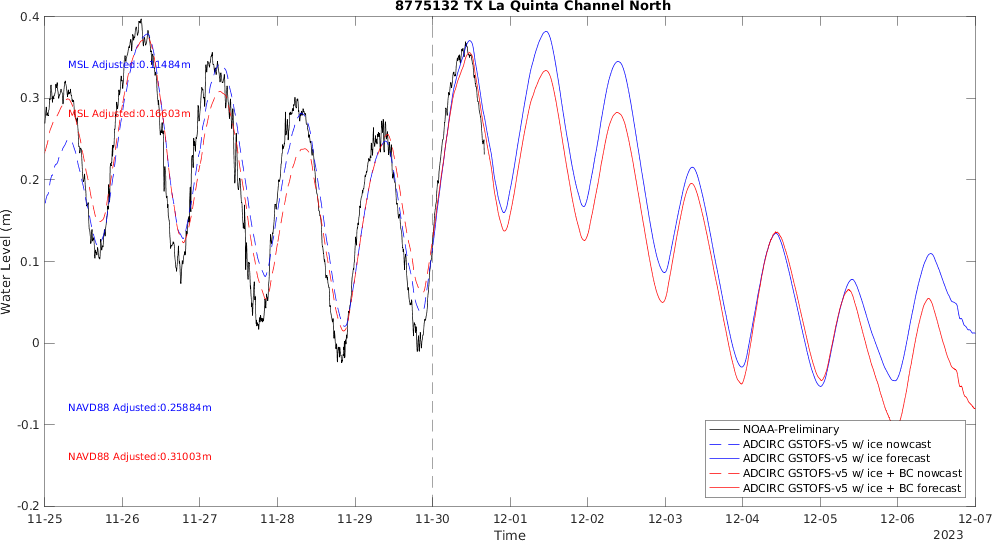 8775132 TX La Quinta Channel North
0.4
MSL Adjusted:0.11484m
0.3
MSL Adjusted:0.16603m
0.2
Water Level (m)
0.1
0
NAVD88 Adjusted:0.25884m
-0.1
NAVD88 Adjusted:0.31003m
-0.2
NOAA-Preliminary
ADCIRC GSTOFS-v5 w/ ice nowcast
ADCIRC GSTOFS-v5 w/ ice forecast
ADCIRC GSTOFS-v5 w/ ice + BC nowcast
ADCIRC GSTOFS-v5 w/ ice + BC forecast
11-25 11-26 11-27 11-28 11-29 11-30 12-01 12-02 12-03 12-04 12-05 12-06 12-07
Time
2023